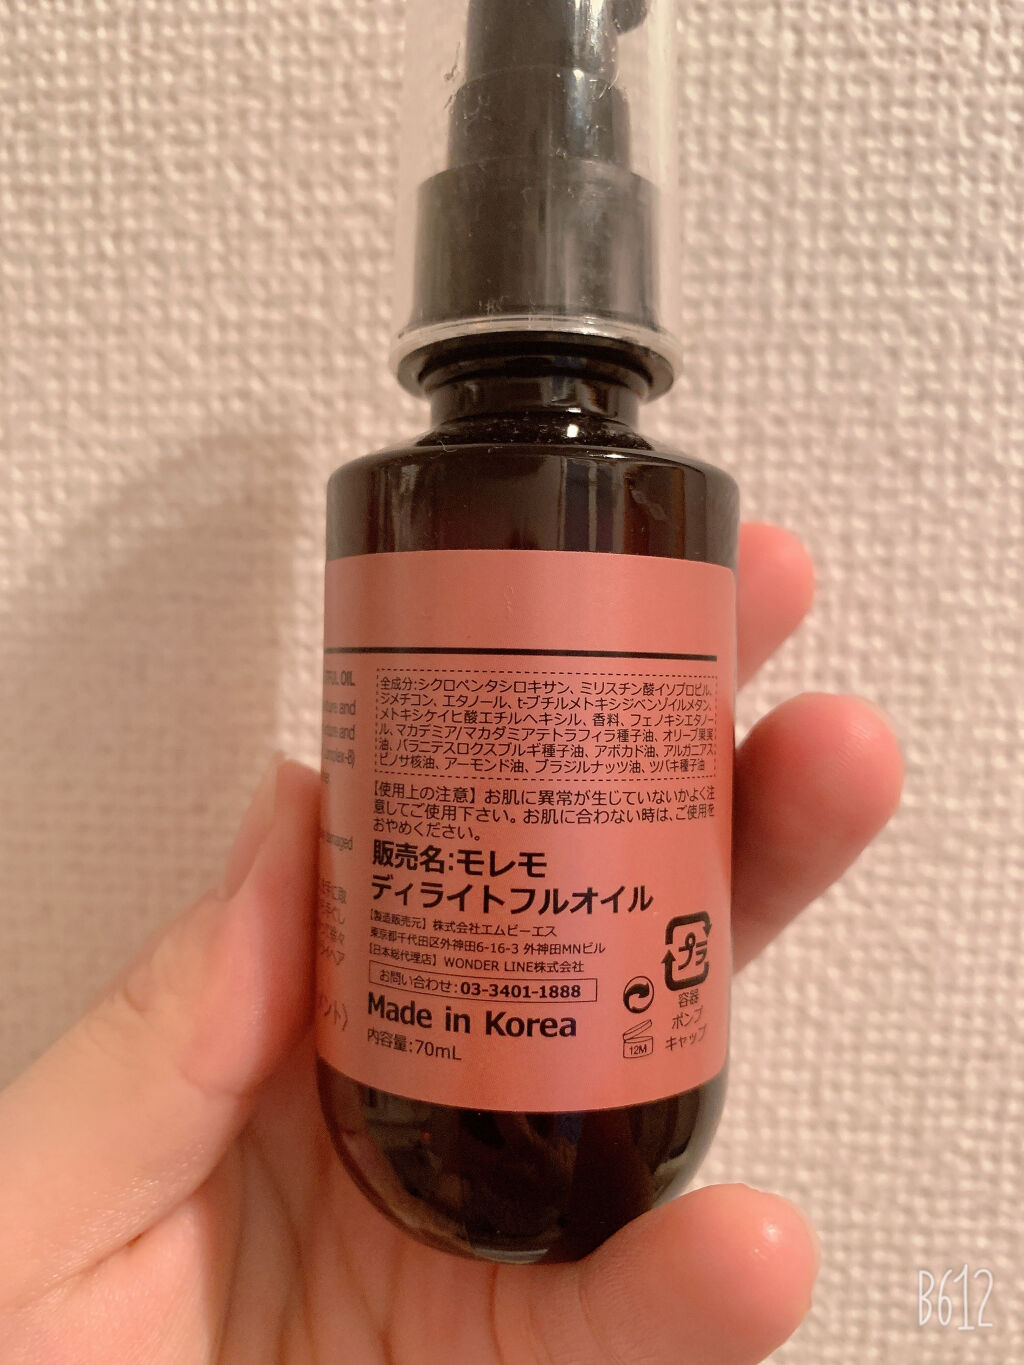 FUL OIL
and
and
damaged
全成分:シクロペンタシロキサン、ミリスチン酸イソプロピル、
ジメチコン、エタノール、t-ブチルメトキシジベンゾイルメタン、
メトキシケイヒ酸エチルヘキシル、香料、フェノキシエタノー
ル、マカデミア/マカダミアテトラフィラ種子油、オリーブ果実
油、バラニテスロクスブルギ種子油、アボカド油、アルガニアス
ピノサ核油、アーモンド油、ブラジルナッツ油、ツバキ種子油
【使用上の注意】お肌に異常が生じていないかよく注
意してご使用下さい。お肌に合わない時は、ご使用を
おやめください。
販売名:モレモ
ディライトフルオイル
【製造販売元】株式会社エムビーエス
東京都千代田区外神田6-16-3 外神田MNビル
【日本総代理店】WONDER LINE株式会社
お問い合わせ:03-3401-1888
Made in Korea
内容量:70mL
プラ
容器
ポンプ
キャップ
12M
B612